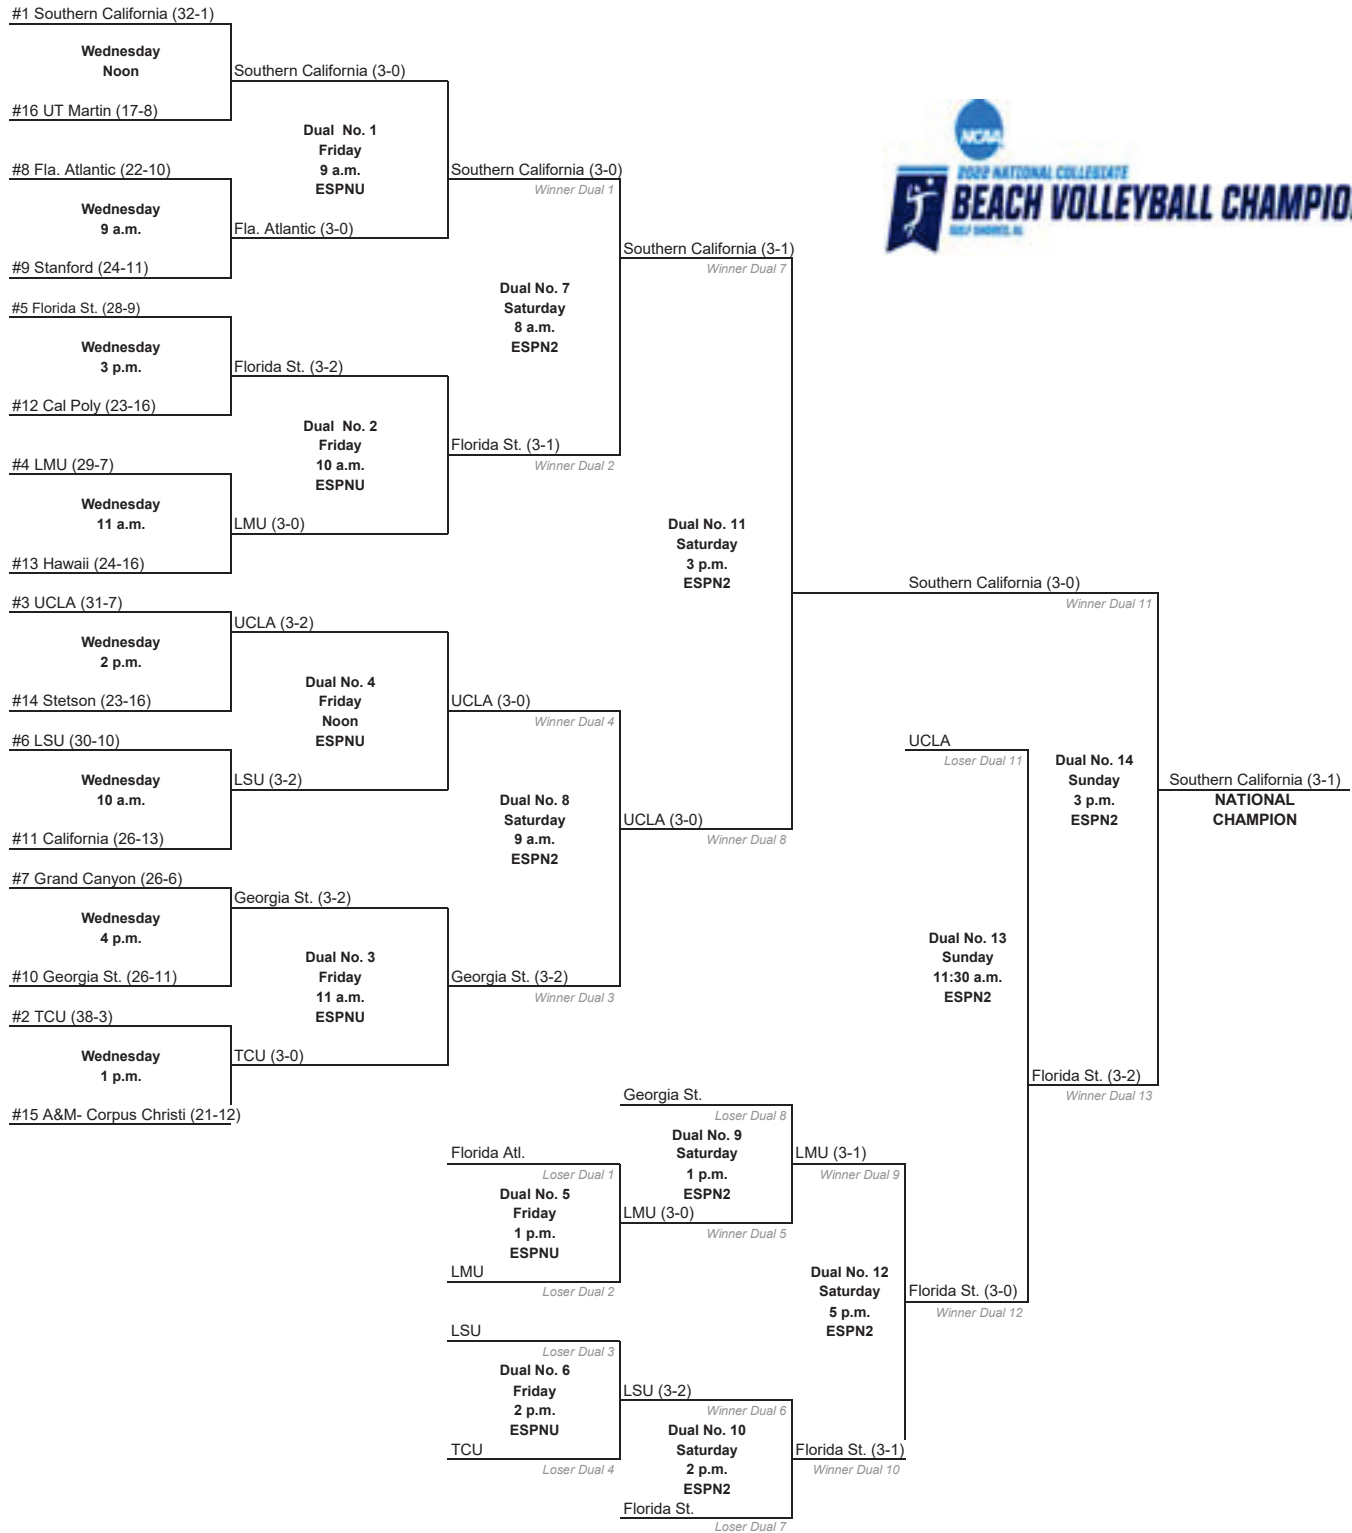 #1 Southern California (32-1)
Wednesday
Noon
#16 UT Martin (17-8)
#8 Fla. Atlantic (22-10)
Wednesday
9 a.m.
#9 Stanford (24-11)
#5 Florida St. (28-9)
Wednesday
3 p.m.
#12 Cal Poly (23-16)
#4 LMU (29-7)
Wednesday
11 a.m.
#13 Hawaii (24-16)
#3 UCLA (31-7)
Wednesday
2 p.m.
#14 Stetson (23-16)
#6 LSU (30-10)
Wednesday
10 a.m.
#11 California (26-13)
#7 Grand Canyon (26-6)
Wednesday
4 p.m.
#10 Georgia St. (26-11)
#2 TCU (38-3)
Wednesday
1 p.m.
#15 A&M- Corpus Christi (21-12)
Southern California (3-0)
Dual  No. 1
Friday
9 a.m.
ESPNU
Fla. Atlantic (3-0)
Florida St. (3-2)
Dual  No. 2
Friday
10 a.m.
ESPNU
LMU (3-0)
UCLA (3-2)
Dual No. 4
Friday
Noon
ESPNU
LSU (3-2)
Georgia St. (3-2)
Dual No. 3
Friday
11 a.m.
ESPNU
TCU (3-0)
Southern California (3-0)
Winner Dual 1
Dual No. 7
Saturday
8 a.m.
ESPN2
Florida St. (3-1)
Winner Dual 2
UCLA (3-0)
Winner Dual 4
Dual No. 8
Saturday
9 a.m.
ESPN2
Georgia St. (3-2)
Winner Dual 3
Florida Atl.
Loser Dual 1
Dual No. 5
Friday
1 p.m.
ESPNU
LMU
Loser Dual 2
LSU
Loser Dual 3
Dual No. 6
Friday
2 p.m.
ESPNU
TCU
Loser Dual 4
Southern California (3-1)
Winner Dual 7
Dual No. 11
Saturday
3 p.m.
ESPN2
UCLA (3-0)
Winner Dual 8
Georgia St.
Loser Dual 8
Dual No. 9
Saturday
1 p.m.
ESPN2
LMU (3-0)
Winner Dual 5
LSU (3-2)
Winner Dual 6
Dual No. 10
Saturday
2 p.m.
ESPN2
Florida St.
Loser Dual 7
LMU (3-1)
Winner Dual 9
Dual No. 12
Saturday
5 p.m.
ESPN2
Florida St. (3-1)
Winner Dual 10
NCAA
2022 NATIONAL COLLEGIATE
BEACH VOLLEYBALL CHAMPIO
GULF SHORES, AL
Southern California (3-0)
Winner Dual 11
UCLA
Loser Dual 11
Dual No. 13
Sunday
11:30 a.m.
ESPN2
Florida St. (3-0)
Winner Dual 12
Dual No. 14
Sunday
3 p.m.
ESPN2
Florida St. (3-2)
Winner Dual 13
Southern California (3-1)
NATIONAL
CHAMPION